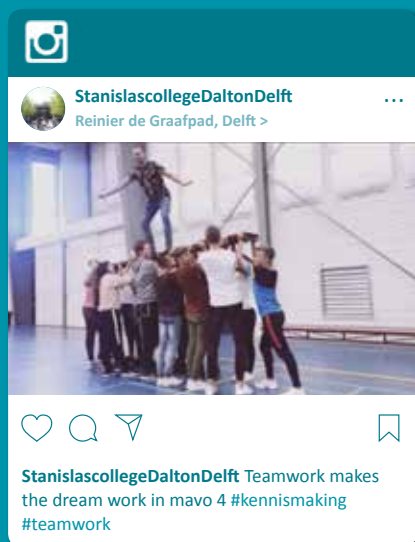 StanislascollegeDaltonDelft
Reinier de Graafpad, Delft >
StanislascollegeDaltonDelft Teamwork makes
the dream work in mavo 4 #kennismaking
#teamwork